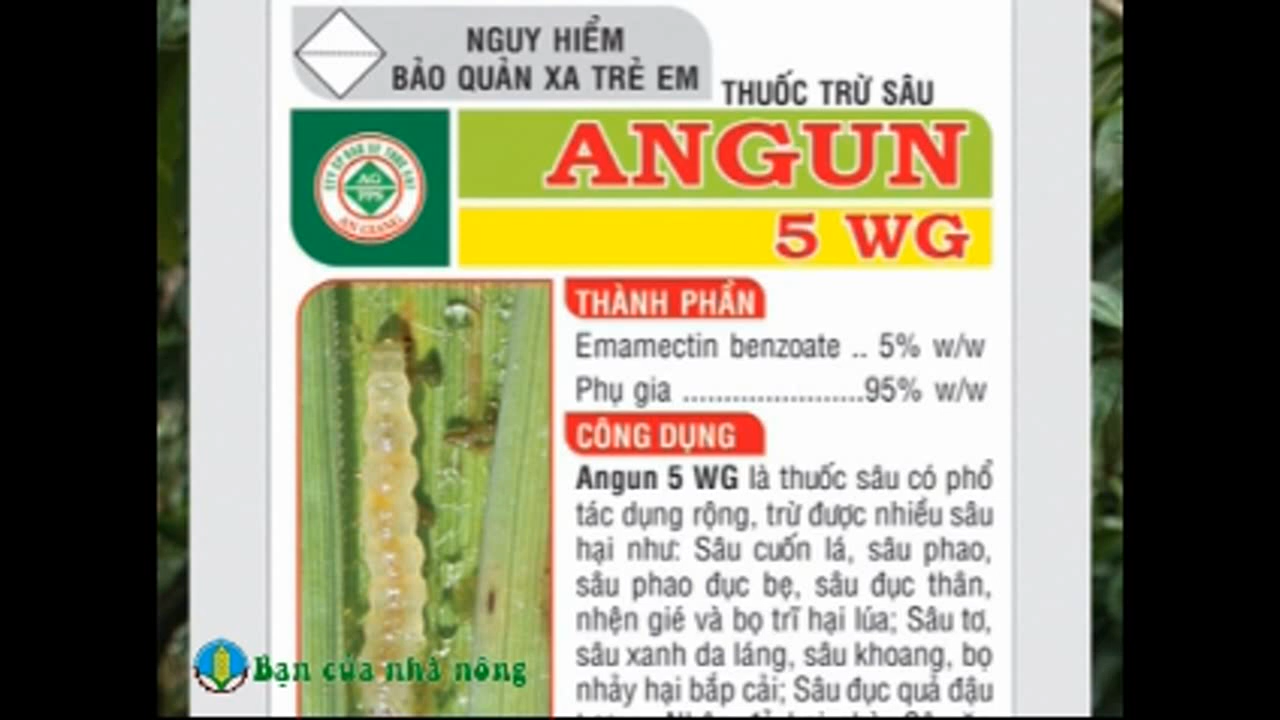 NGUY HIỂM
BẢO QUẢN XA TRẺ EM
THUỐC TRỪ SÂU
ANGUN
5 WG
AG
PPS
AN GIANG
THÀNH PHẦN
Emamectin benzoate .. 5% w/w
Phụ gia ......................95% w/w
CÔNG DỤNG
Angun 5 WG là thuốc sâu có phổ
tác dụng rộng, trừ được nhiều sâu
hại như: Sâu cuốn lá, sâu phao,
sâu phao đục bẹ, sâu đục thân,
nhện gié và bọ trĩ hại lúa; Sâu tơ,
sâu xanh da láng, sâu khoang, bọ
nhảy hại bắp cải; Sâu đục quả đậu
Bạn của nhà nông